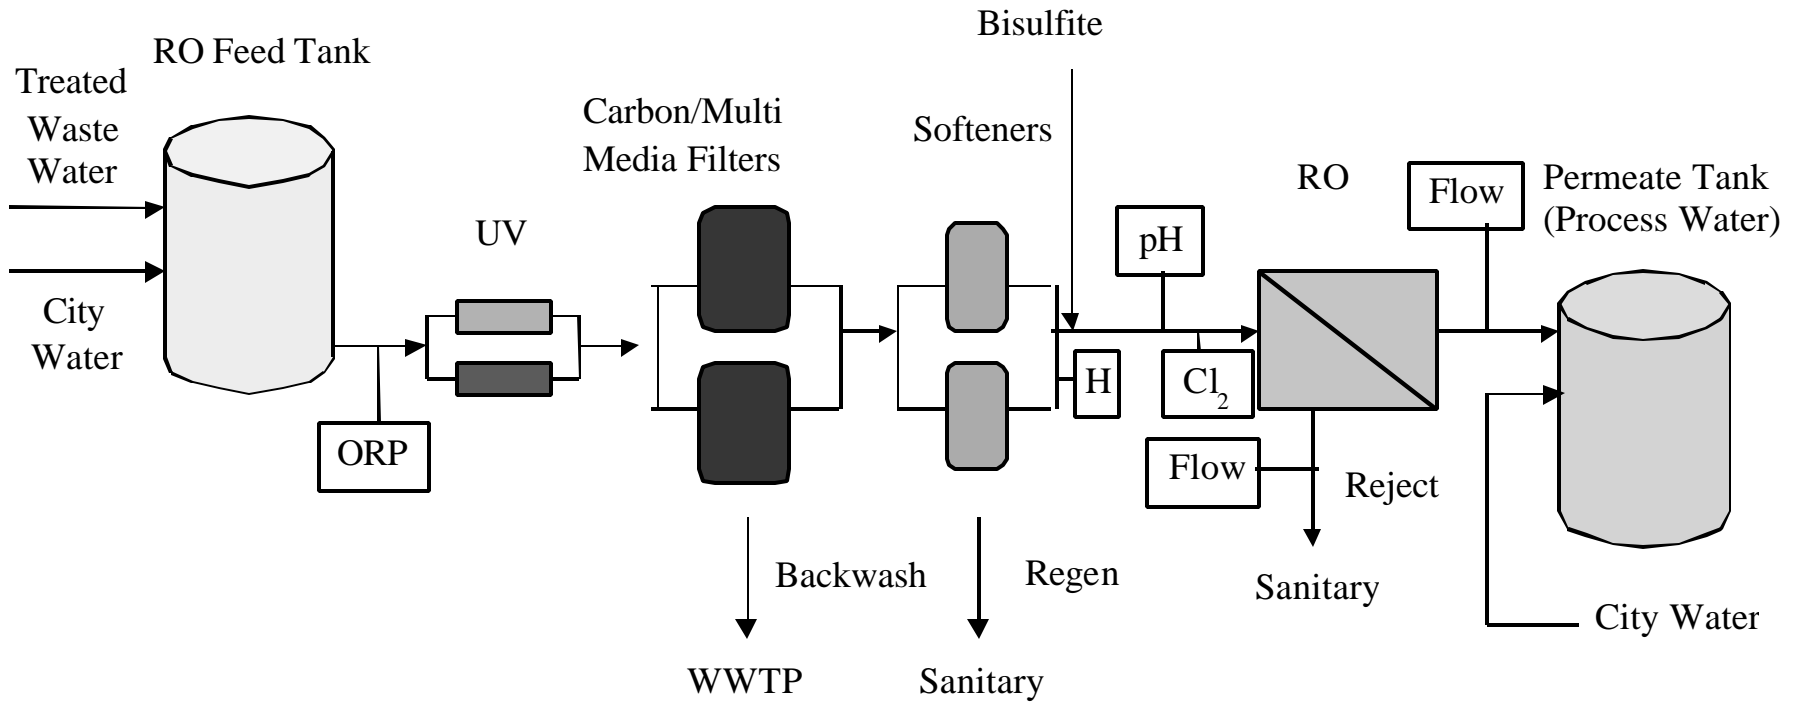 Bisulfite
RO Feed Tank
Treated
Waste
Water
Carbon/Multi
Media Filters
Softeners
RO
Flow
Permeate Tank
(Process Water)
UV
pH
City
Water
H
Cl2
ORP
Flow
Reject
Backwash
Regen
Sanitary
City Water
WWTP
Sanitary